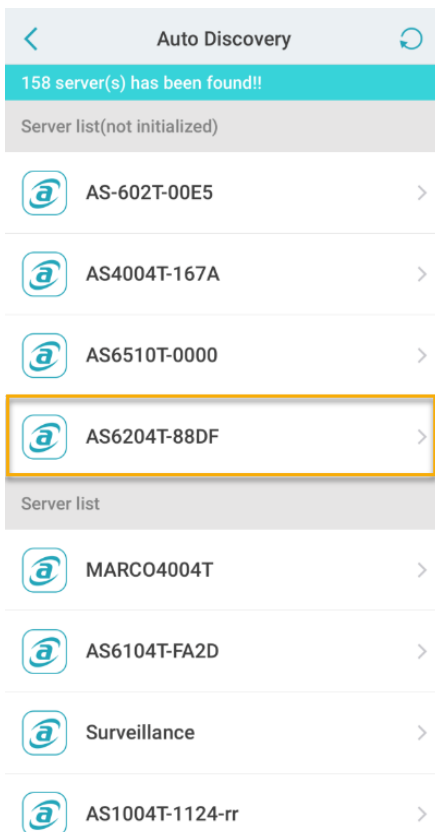 Auto Discovery
158 server(s) has been found!!
Server list(not initialized)
AS-602T-00E5
AS4004T-167A
AS6510T-0000
AS6204T-88DF
Server list
MARCO4004T
AS6104T-FA2D
Surveillance
AS1004T-1124-rr